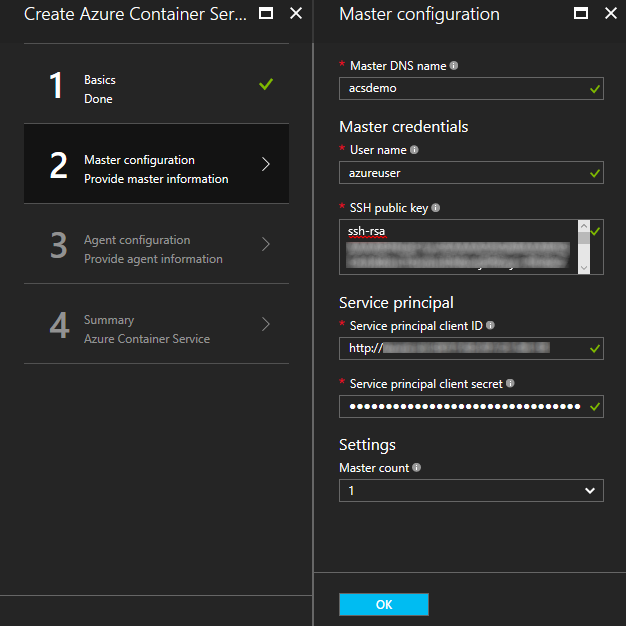 Create Azure Container Ser...
1
Basics
Done
2
Master configuration
Provide master information
3
Agent configuration
Provide agent information
4
Summary
Azure Container Service
Master configuration
* Master DNS name
acsdemo
Master credentials
* User name
azureuser
* SSH public key
ssh-rsa
Service principal
* Service principal client ID
http://
* Service principal client secret
Settings
Master count
1
OK